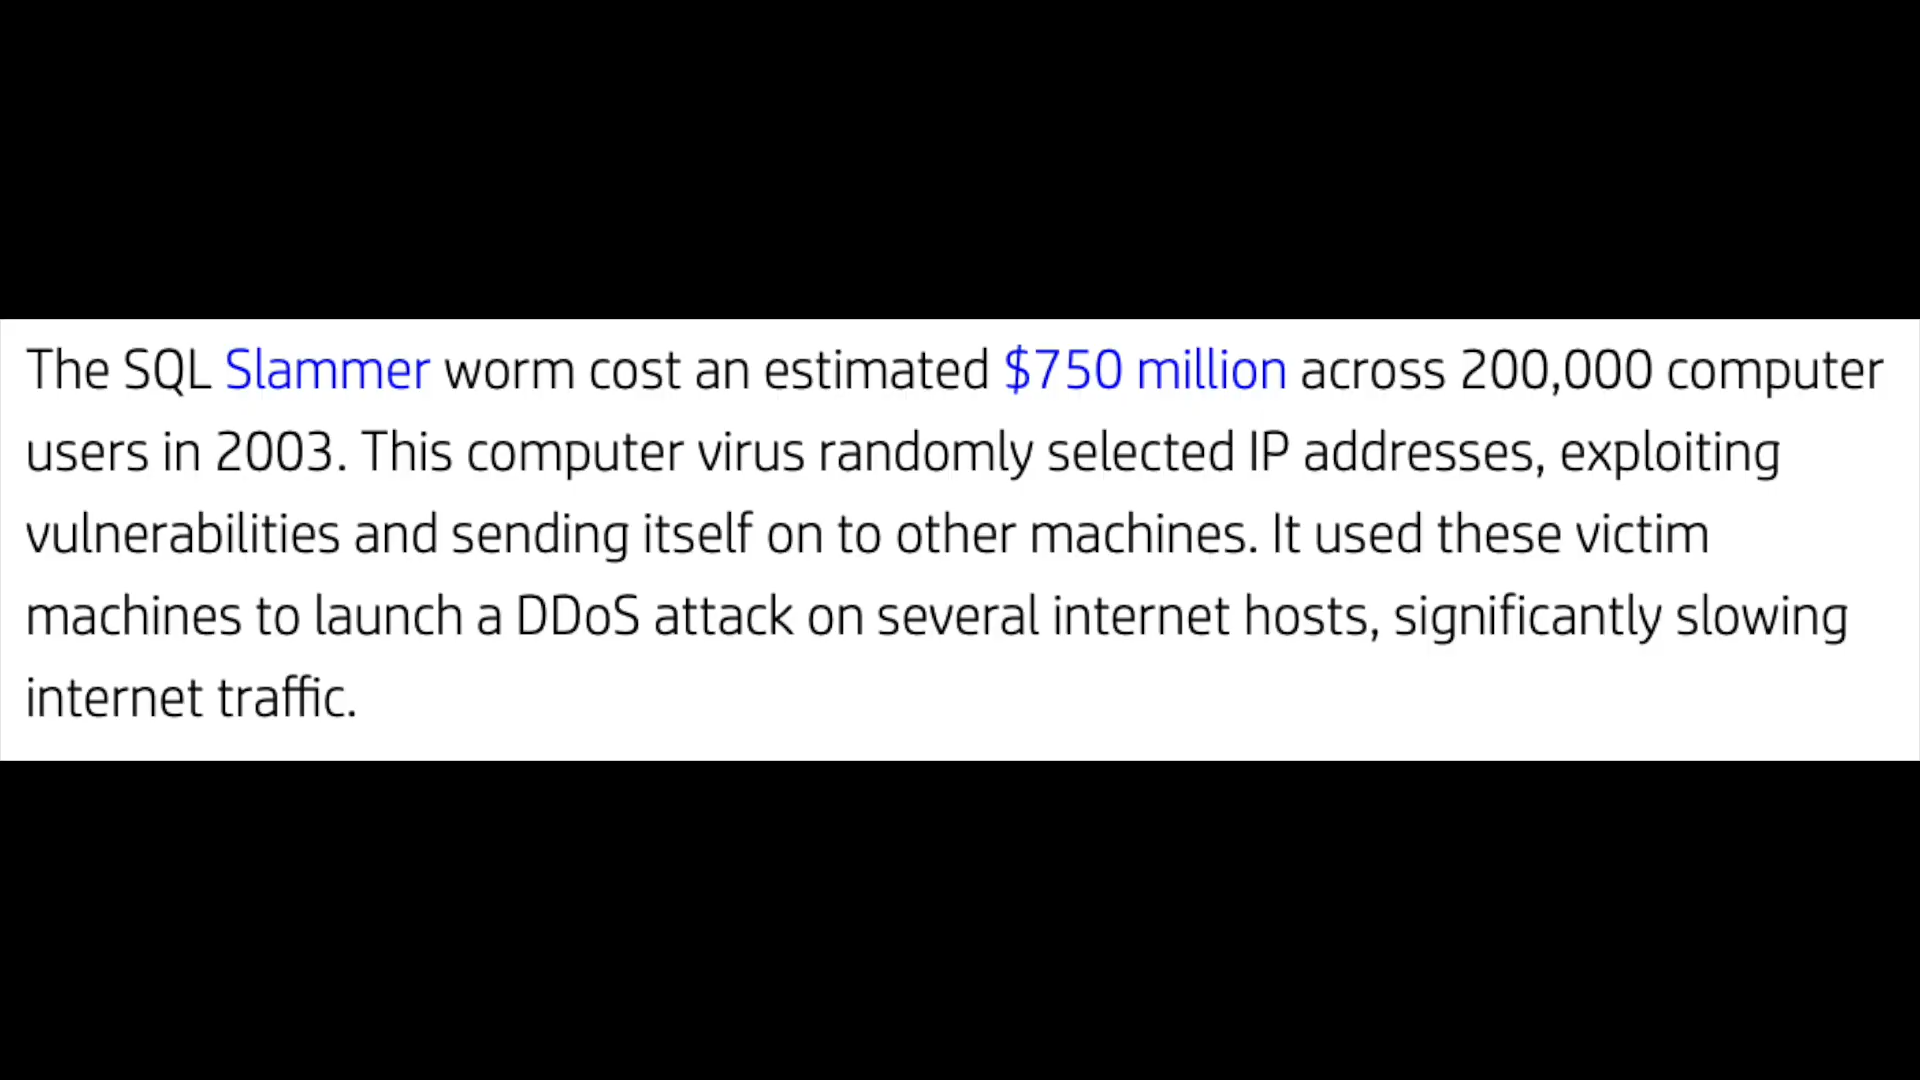 The SQL Slammer worm cost an estimated $750 million across 200,000 computer
users in 2003. This computer virus randomly selected IP addresses, exploiting
vulnerabilities and sending itself on to other machines. It used these victim
machines to launch a DDoS attack on several internet hosts, significantly slowing
internet traffic.